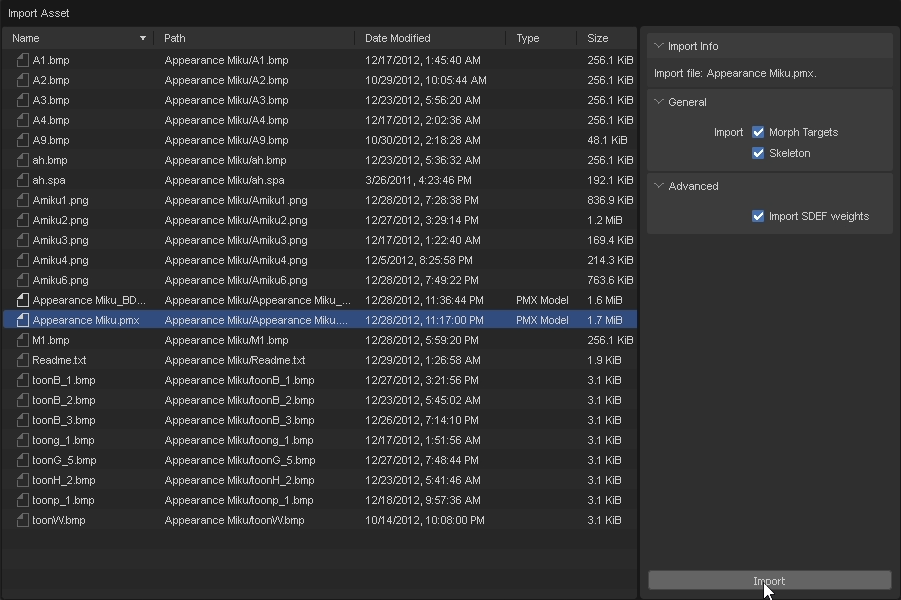 Import Asset
Name Path Date Modified Type Size
A1.bmp Appearance Miku/A1.bmp 12/17/2012, 1:45:40 AM 256.1 KiB
A2.bmp Appearance Miku/A2.bmp 10/29/2012, 10:05:44 AM 256.1 KiB
A3.bmp Appearance Miku/A3.bmp 12/23/2012, 5:56:20 AM 256.1 KiB
A4.bmp Appearance Miku/A4.bmp 12/17/2012, 2:02:36 AM 256.1 KiB
A9.bmp Appearance Miku/A9.bmp 10/30/2012, 2:18:28 AM 48.1 KiB
ah.bmp Appearance Miku/ah.bmp 12/23/2012, 5:36:32 AM 256.1 KiB
ah.spa Appearance Miku/ah.spa 3/26/2011, 4:23:46 PM 192.1 KiB
Amiku1.png Appearance Miku/Amiku1.png 12/28/2012, 7:28:38 PM 836.9 KiB
Amiku2.png Appearance Miku/Amiku2.png 12/27/2012, 3:29:14 PM 1.2 MiB
Amiku3.png Appearance Miku/Amiku3.png 12/17/2012, 1:22:40 AM 169.4 KiB
Amiku4.png Appearance Miku/Amiku4.png 12/5/2012, 8:25:58 PM 214.3 KiB
Amiku6.png Appearance Miku/Amiku6.png 12/28/2012, 7:49:22 PM 763.6 KiB
Appearance Miku_BD... Appearance Miku/Appearance Miku_... 12/28/2012, 11:36:44 PM PMX Model 1.6 MiB
Appearance Miku.pmx Appearance Miku/Appearance Miku.... 12/28/2012, 11:17:00 PM PMX Model 1.7 MiB
M1.bmp Appearance Miku/M1.bmp 12/28/2012, 5:59:20 PM 256.1 KiB
Readme.txt Appearance Miku/Readme.txt 12/29/2012, 1:26:58 AM 1.9 KiB
toonB_1.bmp Appearance Miku/toonB_1.bmp 12/27/2012, 3:21:56 PM 3.1 KiB
toonB_2.bmp Appearance Miku/toonB_2.bmp 12/23/2012, 5:45:02 AM 3.1 KiB
toonB_3.bmp Appearance Miku/toonB_3.bmp 12/26/2012, 7:14:10 PM 3.1 KiB
toong_1.bmp Appearance Miku/toong_1.bmp 12/17/2012, 1:51:56 AM 3.1 KiB
toonG_5.bmp Appearance Miku/toonG_5.bmp 12/27/2012, 7:48:44 PM 3.1 KiB
toonH_2.bmp Appearance Miku/toonH_2.bmp 12/23/2012, 5:41:46 AM 3.1 KiB
toonp_1.bmp Appearance Miku/toonp_1.bmp 12/18/2012, 9:57:36 AM 3.1 KiB
toonW.bmp Appearance Miku/toonW.bmp 10/14/2012, 10:08:00 PM 3.1 KiB
Import Info
Import file: Appearance Miku.pmx.
General
Import Morph Targets
Skeleton
Advanced
Import SDEF weights
Import